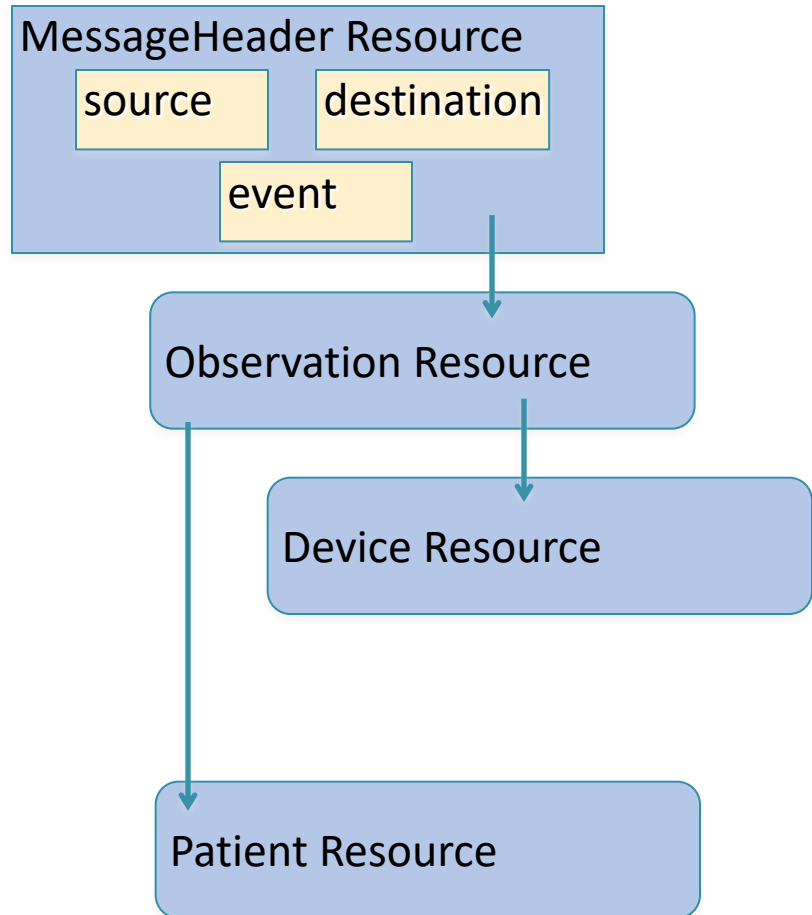 MessageHeader Resource
source
destination
event
Observation Resource
Device Resource
Patient Resource